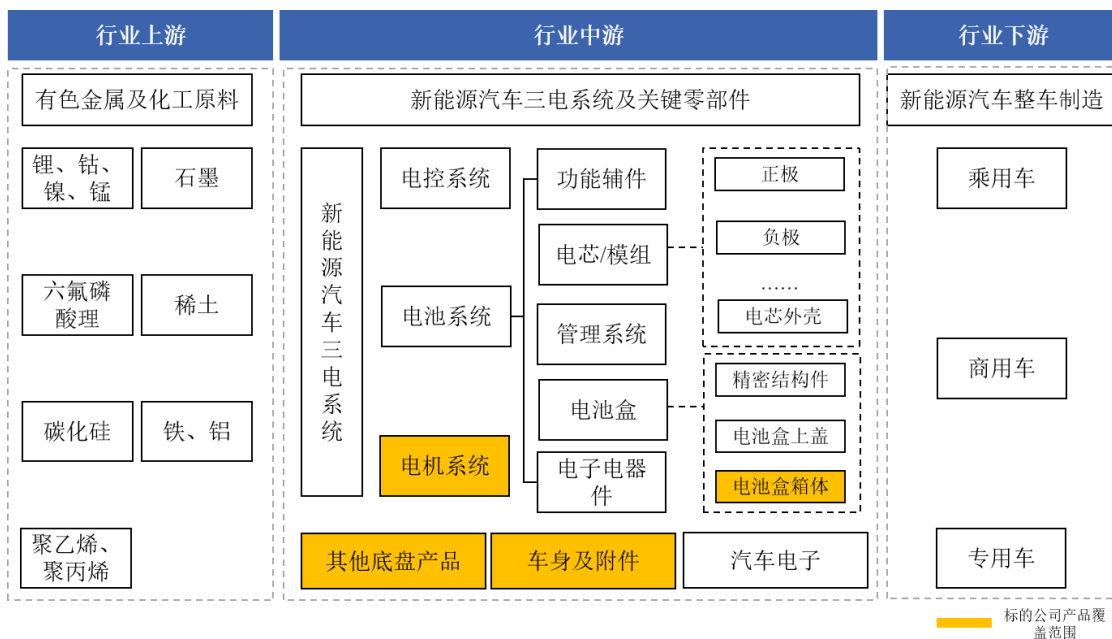 行业上游
行业中游
行业下游
有色金属及化工原料
新能源汽车三电系统及关键零部件
新能源汽车整车制造
锂、钴、
镍、锰
石墨
六氟磷
酸理
稀土
碳化硅
铁、铝
聚乙烯、
聚丙烯
新能源汽车三电系统
电控系统
电池系统
电机系统
功能辅件
电芯/模组
管理系统
电池盒
电子电器
件
正极
负极
......
电芯外壳
精密结构件
电池盒上盖
电池盒箱体
其他底盘产品
车身及附件
汽车电子
乘用车
商用车
专用车
标的公司产品覆
盖范围